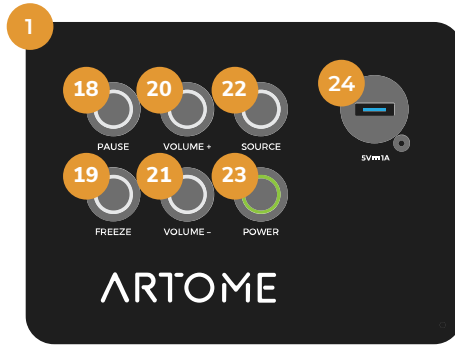 1
18 20 22 24
PAUSE VOLUME + SOURCE
5V⎓1A
19 21 23
FREEZE VOLUME – POWER
ARTOME